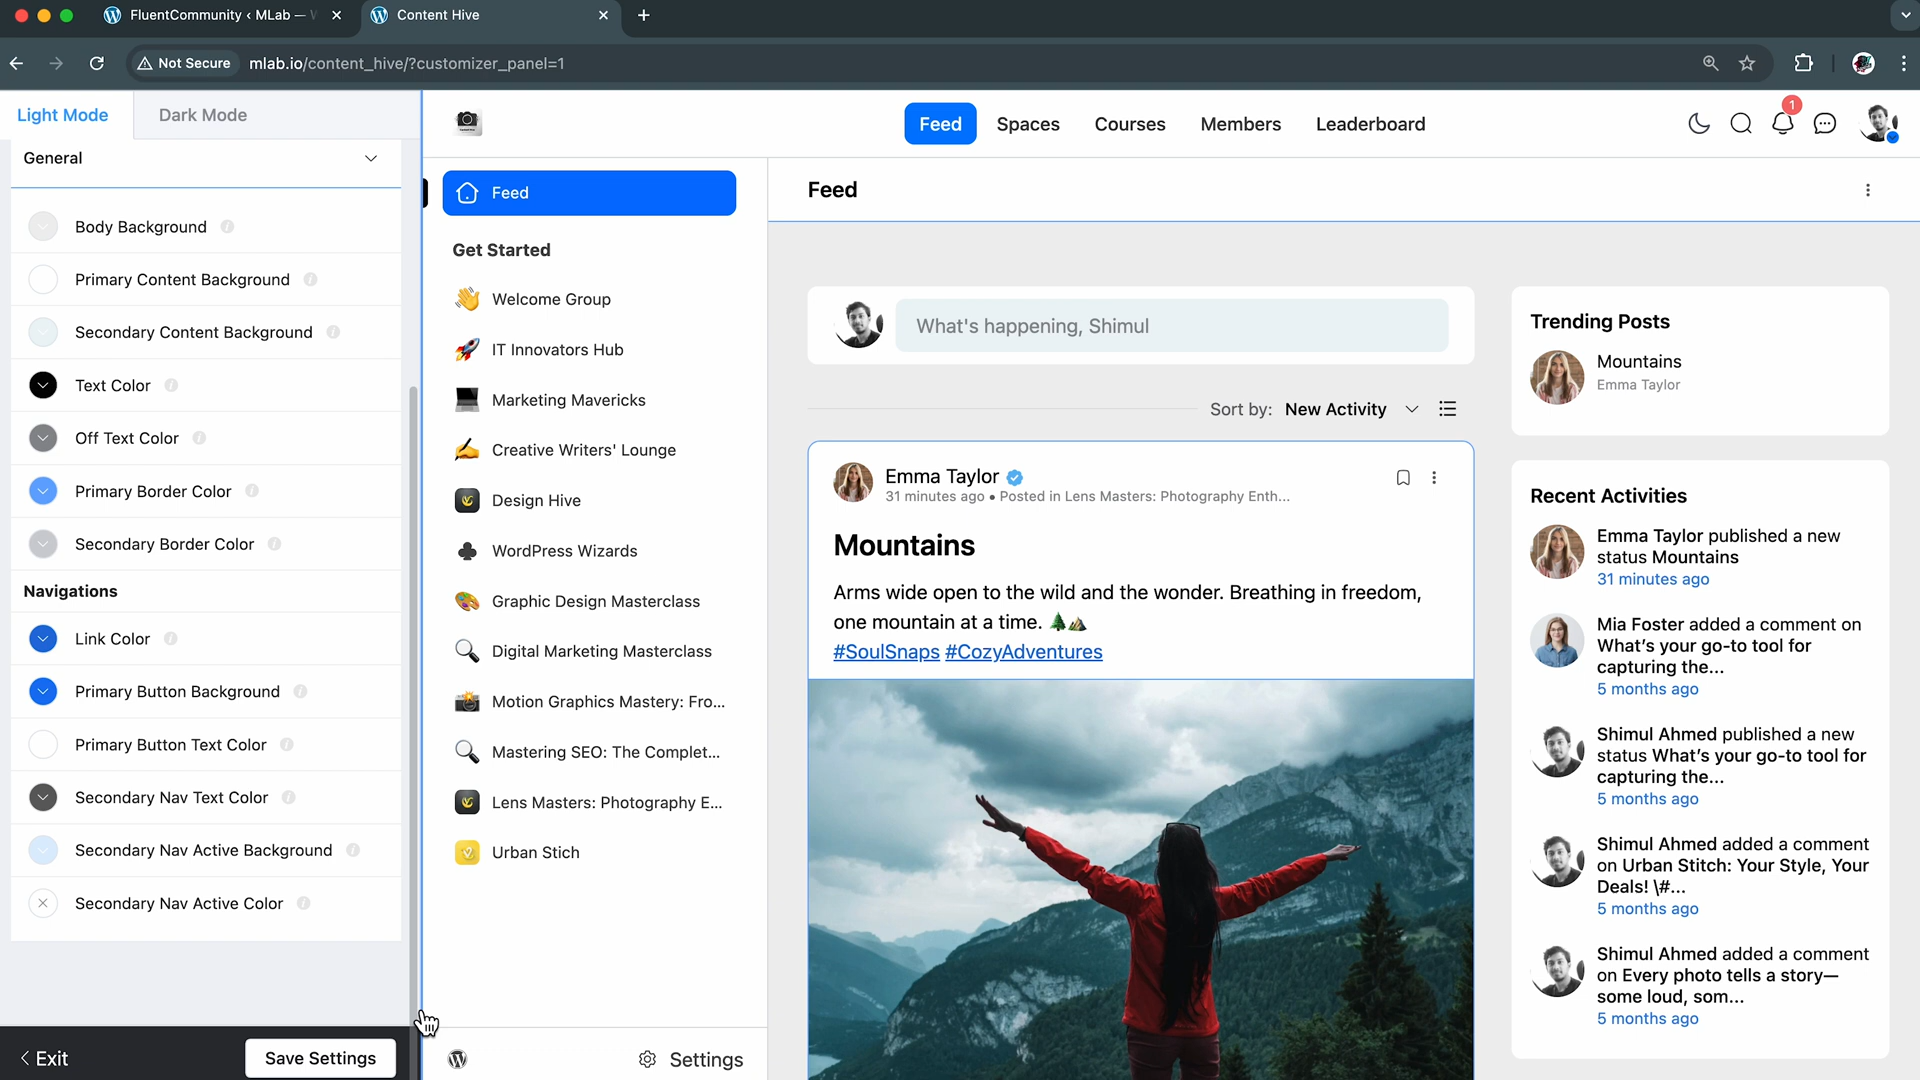 FluentCommunity ‹ MLab —
Content Hive
Not Secure
mlab.io/content_hive/?customizer_panel=1
Light Mode
Dark Mode
General
Body Background
Primary Content Background
Secondary Content Background
Text Color
Off Text Color
Primary Border Color
Secondary Border Color
Navigations
Link Color
Primary Button Background
Primary Button Text Color
Secondary Nav Text Color
Secondary Nav Active Background
Secondary Nav Active Color
Exit
Save Settings
Feed
Spaces
Courses
Members
Leaderboard
1
Feed
Get Started
Welcome Group
IT Innovators Hub
Marketing Mavericks
Creative Writers' Lounge
Design Hive
WordPress Wizards
Graphic Design Masterclass
Digital Marketing Masterclass
Motion Graphics Mastery: Fro...
Mastering SEO: The Complet...
Lens Masters: Photography E...
Urban Stich
Settings
Feed
What's happening, Shimul
Sort by: New Activity
Emma Taylor
31 minutes ago • Posted in Lens Masters: Photography Enth...
Mountains
Arms wide open to the wild and the wonder. Breathing in freedom,
one mountain at a time.
#SoulSnaps #CozyAdventures
Trending Posts
Mountains
Emma Taylor
Recent Activities
Emma Taylor published a new
status Mountains
31 minutes ago
Mia Foster added a comment on
What's your go-to tool for
capturing the...
5 months ago
Shimul Ahmed published a new
status What's your go-to tool for
capturing the...
5 months ago
Shimul Ahmed added a comment
on Urban Stitch: Your Style, Your
Deals! \#...
5 months ago
Shimul Ahmed added a comment
on Every photo tells a story—
some loud, som...
5 months ago